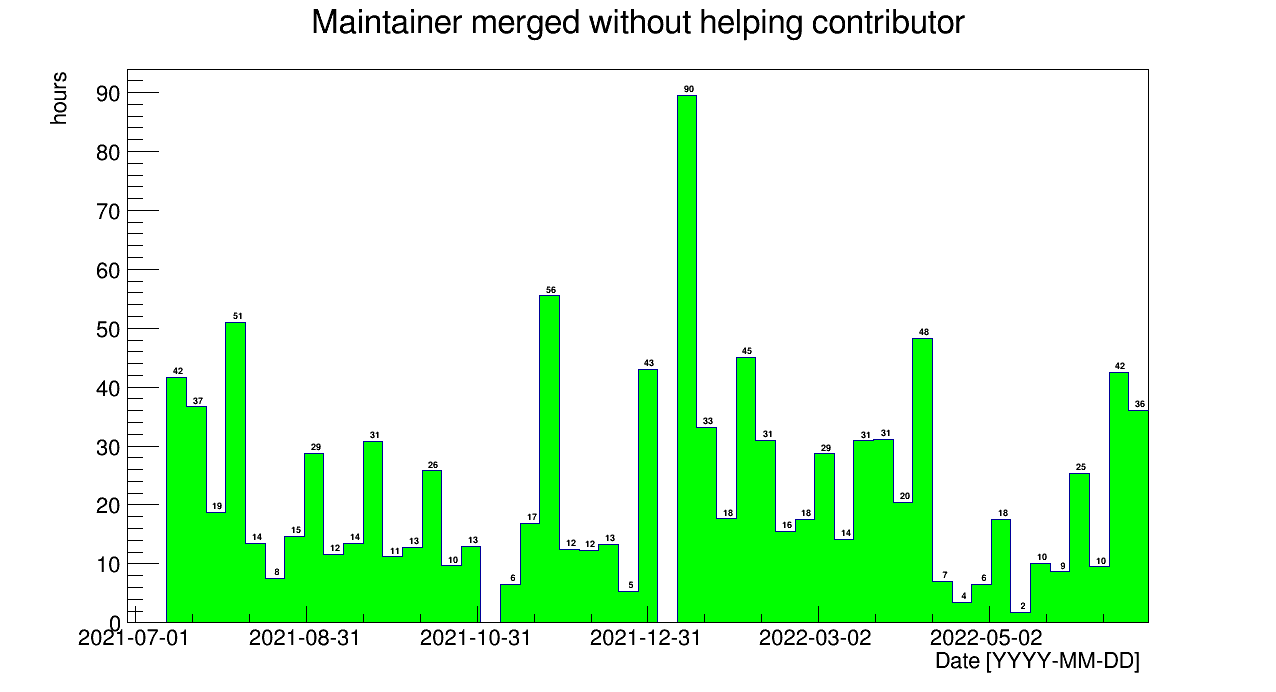 Maintainer merged without helping contributor
hours
90
80
70
60
50
40
30
20
10
0
42 37 19 51 14 8 15 29 12 14 31 11 13 26 10 13 6 17 56 12 12 13 5 43 90 33 18 45 31 16 18 29 14 31 31 20 48 7 4 6 18 2 10 9 25 10 42 36
2021-07-01 2021-08-31 2021-10-31 2021-12-31 2022-03-02 2022-05-02
Date [YYYY-MM-DD]